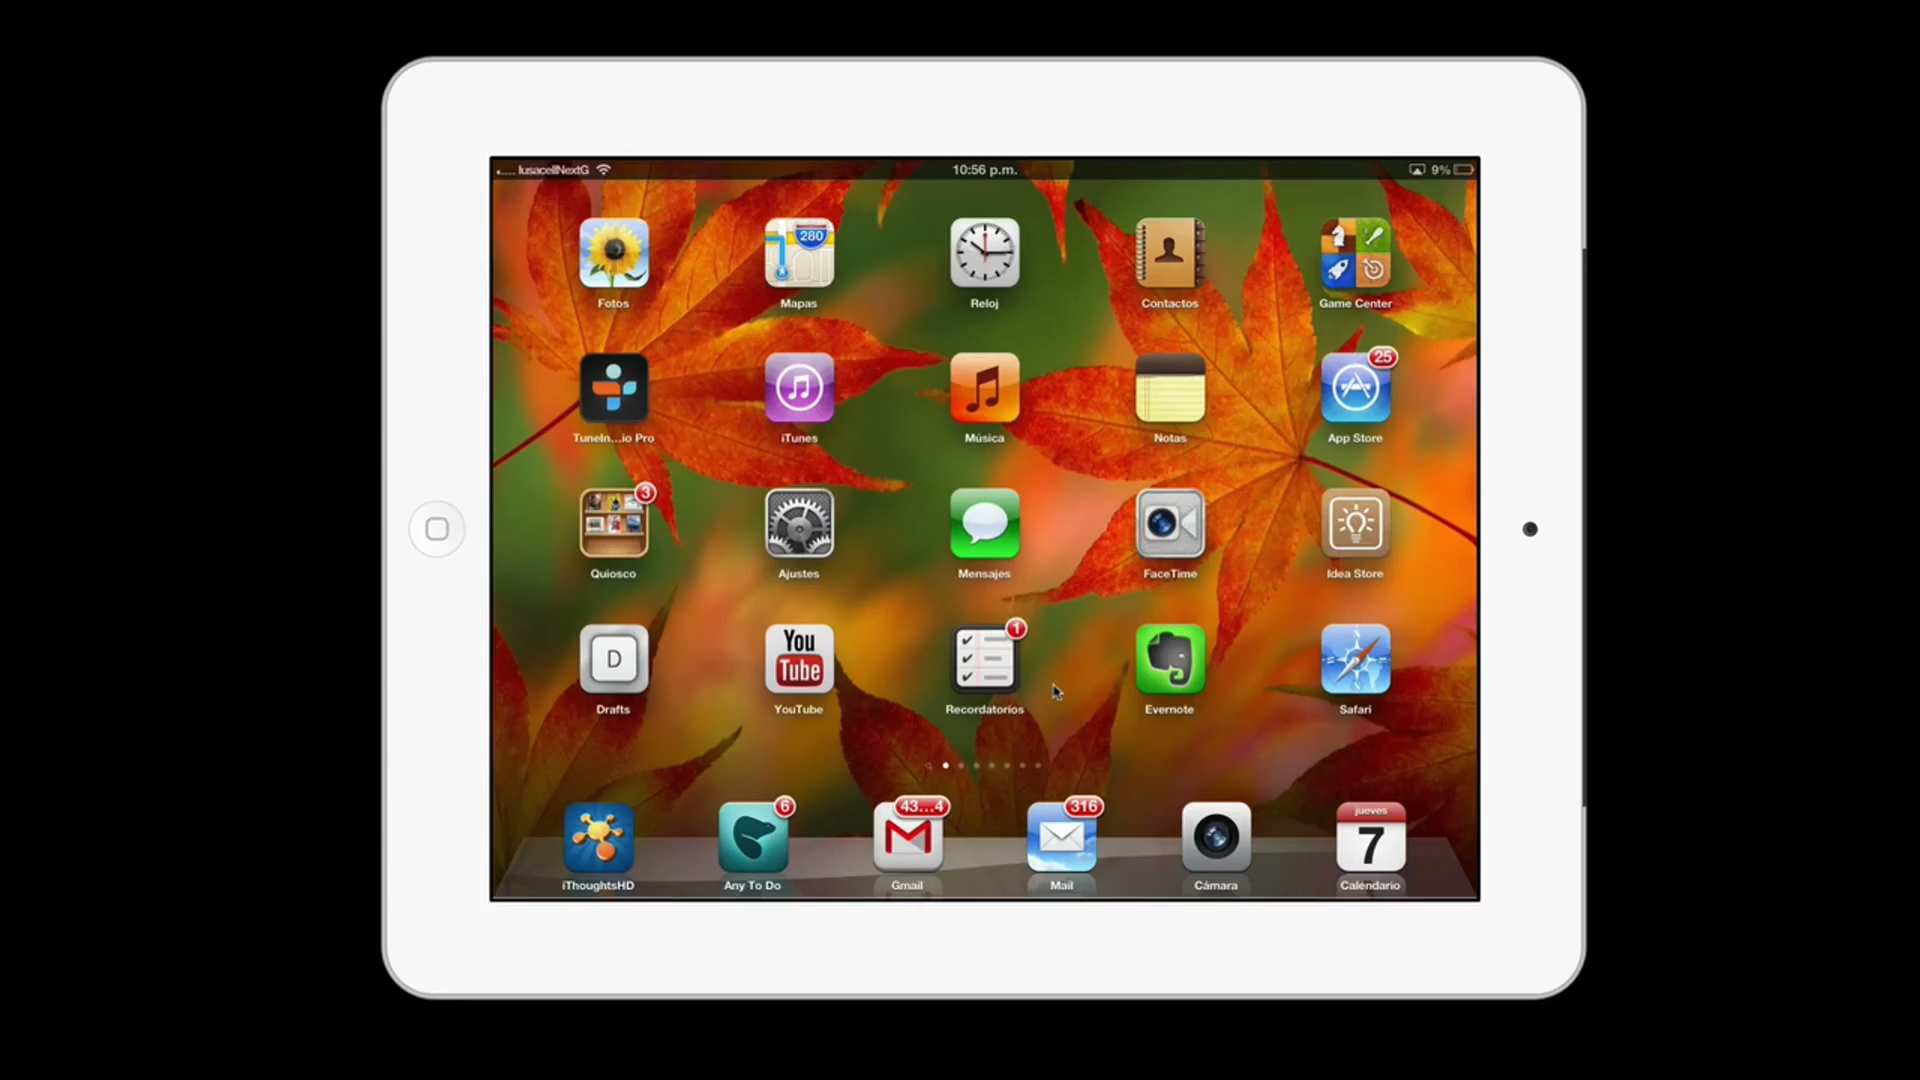 IusacellNextG
10:56 p.m.
9%
280
Fotos
Mapas
Reloj
Contactos
Game Center
25
TuneIn...io Pro
iTunes
Música
Notas
App Store
3
Quiosco
Ajustes
Mensajes
FaceTime
Idea Store
D
You
Tube
1
Drafts
YouTube
Recordatorios
Evernote
Safari
6
43...4
316
jueves
7
iThoughtsHD
Any To Do
Gmail
Mail
Cámara
Calendario